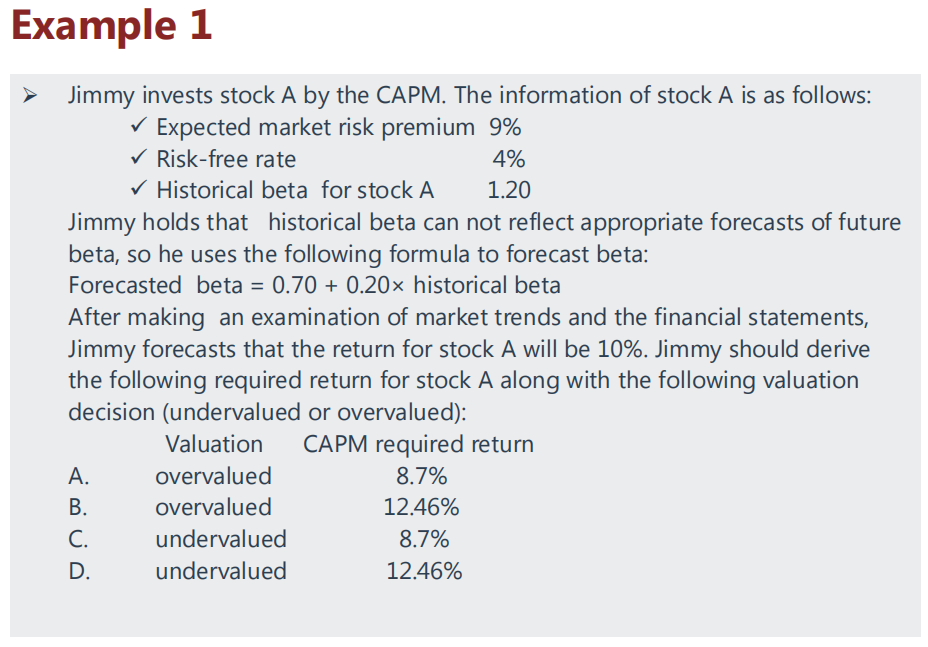 Example 1
➢ Jimmy invests stock A by the CAPM. The information of stock A is as follows:
✓ Expected market risk premium 9%
✓ Risk-free rate 4%
✓ Historical beta for stock A 1.20
Jimmy holds that historical beta can not reflect appropriate forecasts of future
beta, so he uses the following formula to forecast beta:
Forecasted beta = 0.70 + 0.20× historical beta
After making an examination of market trends and the financial statements,
Jimmy forecasts that the return for stock A will be 10%. Jimmy should derive
the following required return for stock A along with the following valuation
decision (undervalued or overvalued):
Valuation CAPM required return
A. overvalued 8.7%
B. overvalued 12.46%
C. undervalued 8.7%
D. undervalued 12.46%